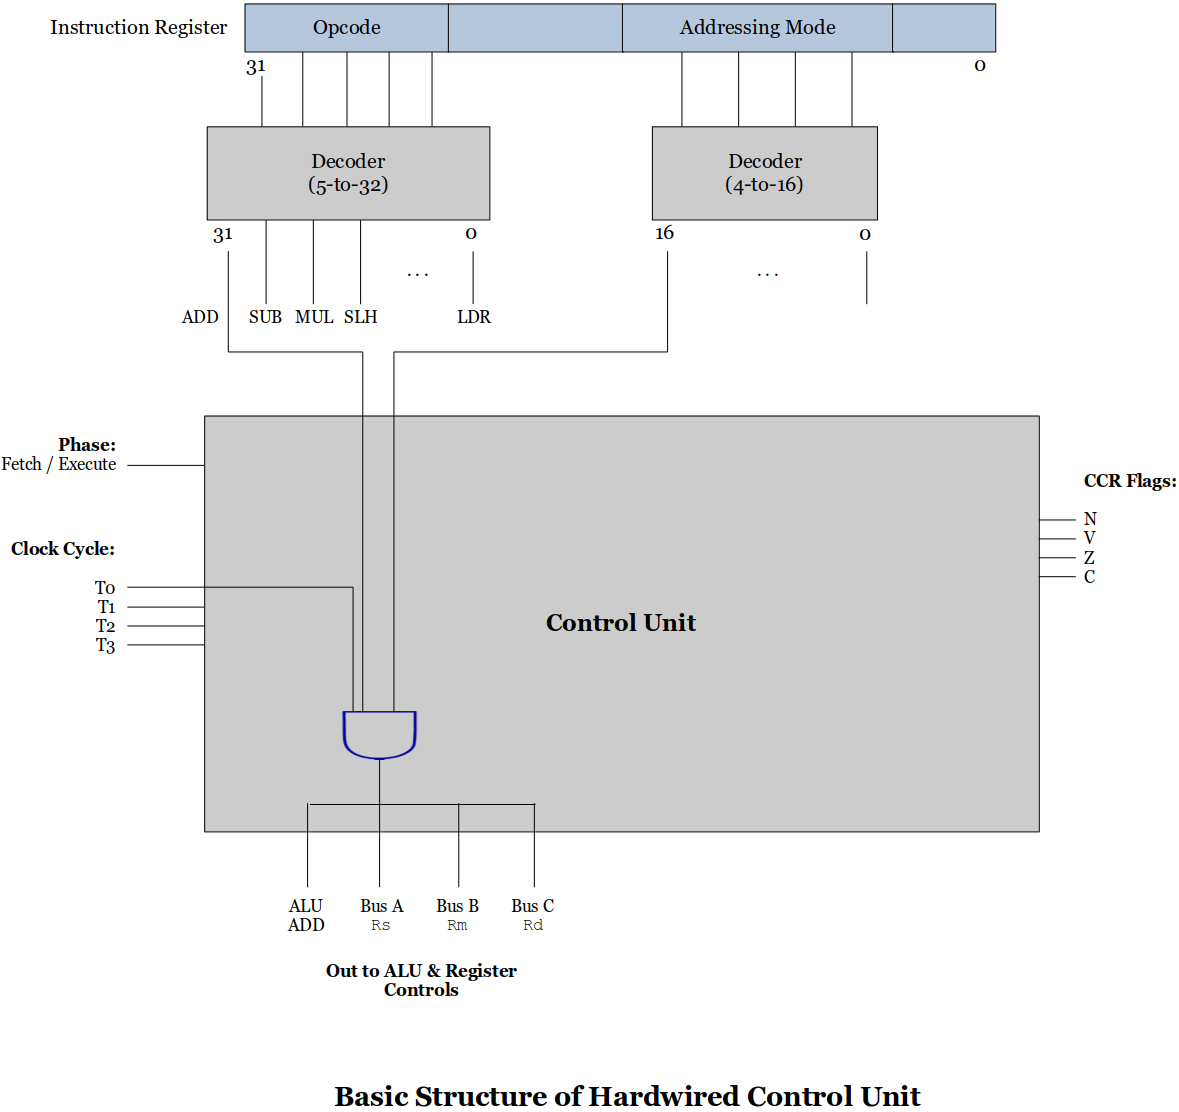 Instruction Register
Opcode
Addressing Mode
31
0
Decoder
(5-to-32)
Decoder
(4-to-16)
31
0
16
0
...
...
ADD
SUB
MUL
SLH
LDR
Phase:
Fetch / Execute
CCR Flags:
N
V
Z
C
Clock Cycle:
T0
T1
T2
T3
Control Unit
ALU
ADD
Bus A
Rs
Bus B
Rm
Bus C
Rd
Out to ALU & Register
Controls
Basic Structure of Hardwired Control Unit